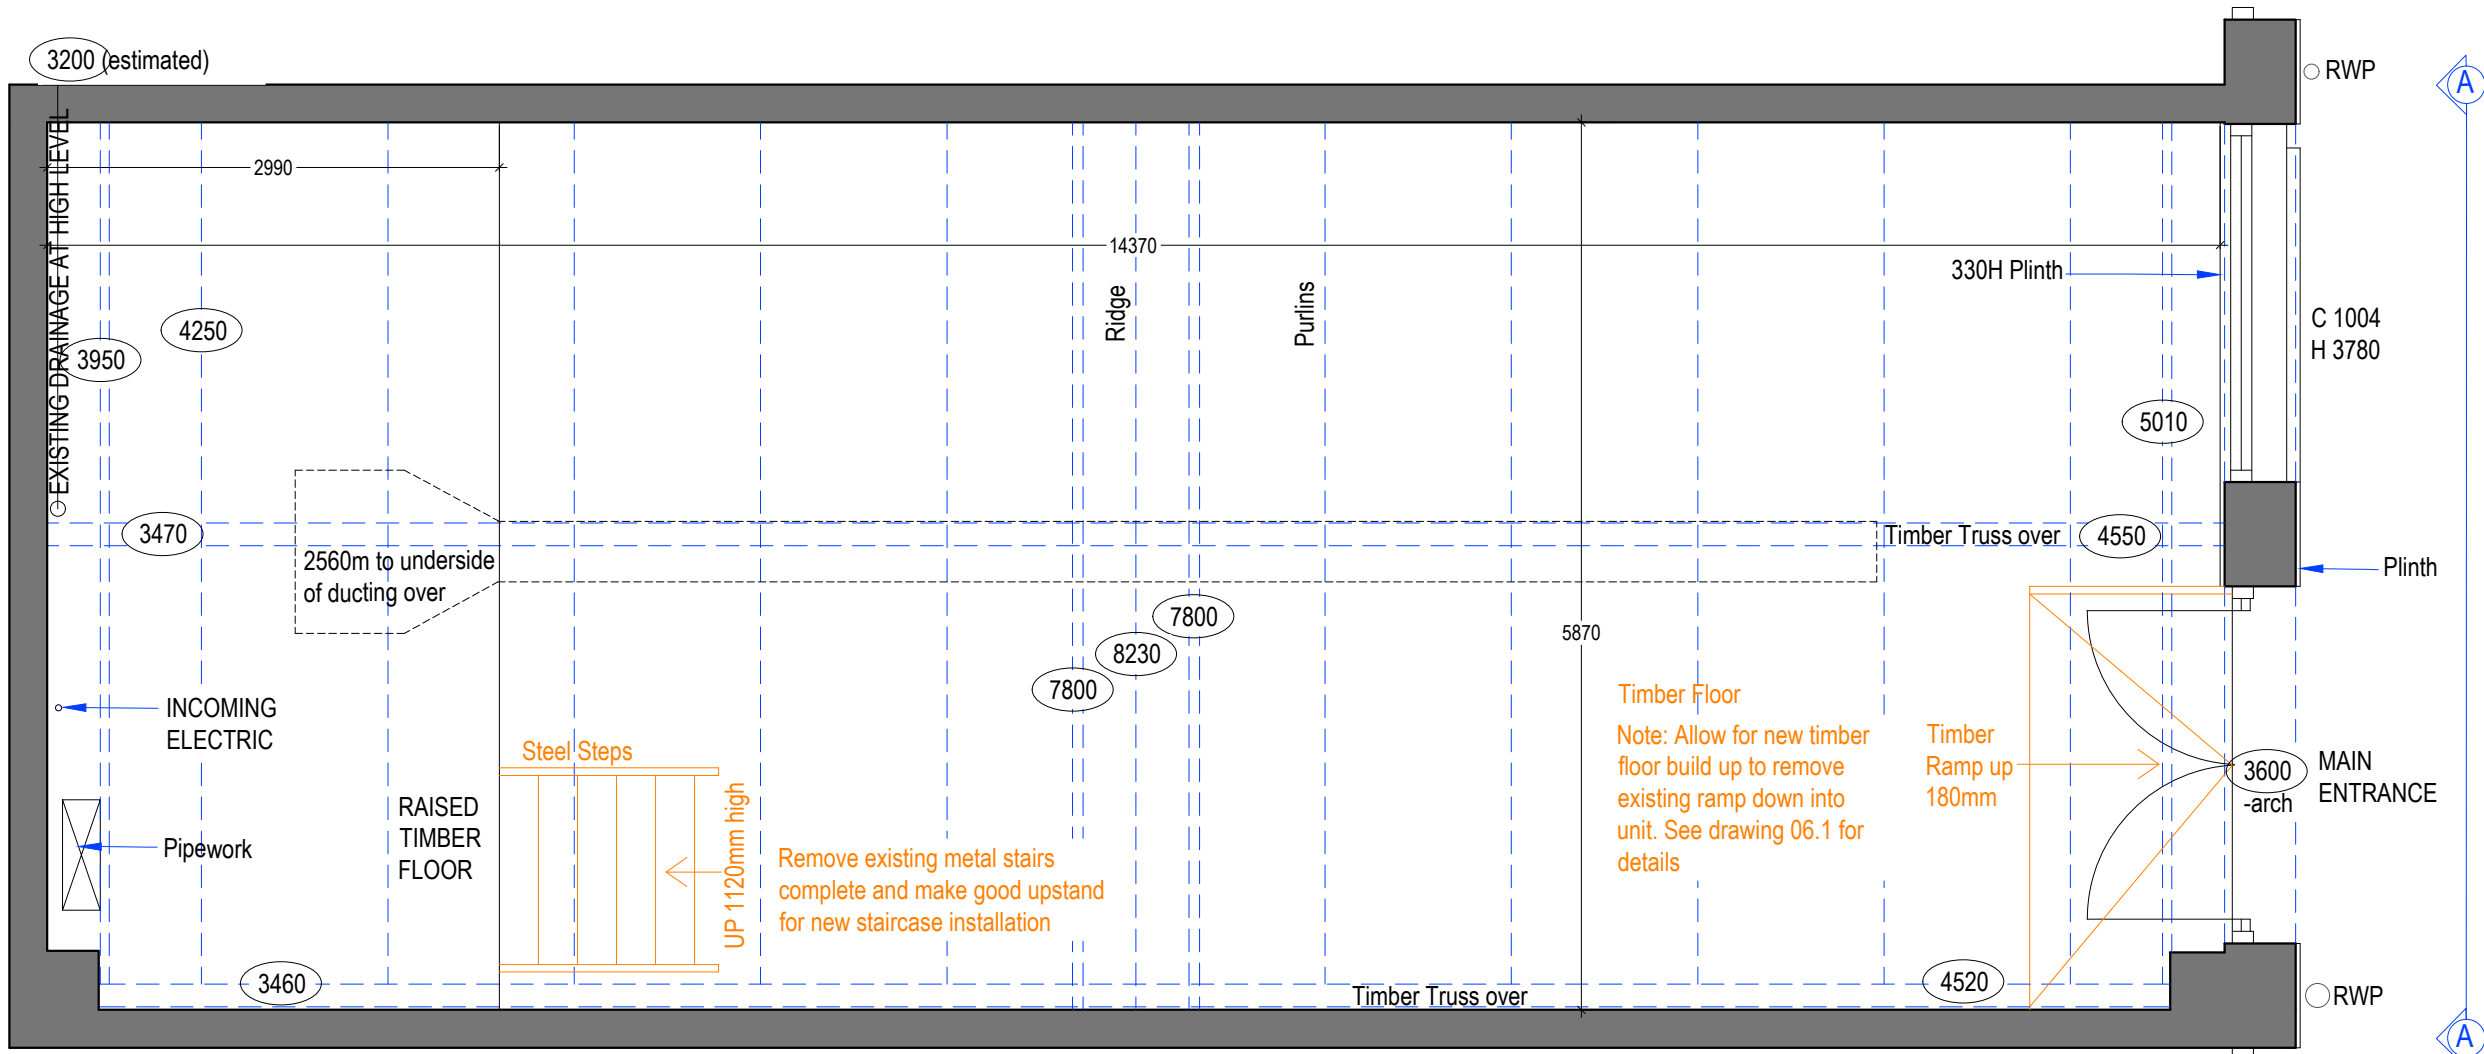 3200 (estimated)
RWP
A
EXISTING DRAINAGE AT HIGH LEVEL
2990
14370
330H Plinth
Ridge
Purlins
4250
3950
C 1004
H 3780
5010
3470
2560m to underside
of ducting over
Timber Truss over
4550
Plinth
7800
8230
7800
5870
INCOMING
ELECTRIC
Timber Floor
Note: Allow for new timber
floor build up to remove
existing ramp down into
unit. See drawing 06.1 for
details
Timber
Ramp up
180mm
3600
-arch
MAIN
ENTRANCE
Steel Steps
UP 1120mm high
RAISED
TIMBER
FLOOR
Pipework
Remove existing metal stairs
complete and make good upstand
for new staircase installation
3460
Timber Truss over
4520
RWP
A